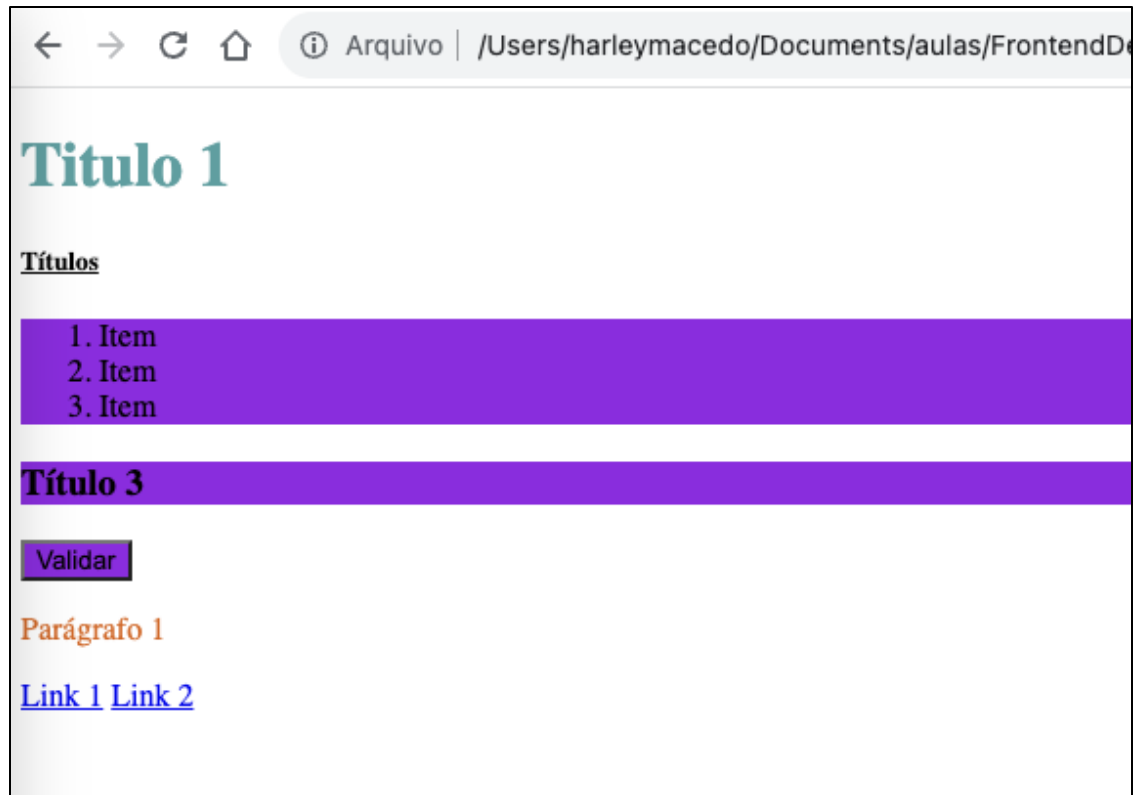 Arquivo | /Users/harleymacedo/Documents/aulas/FrontendDe
Titulo 1
Títulos
1. Item
2. Item
3. Item
Título 3
Validar
Parágrafo 1
Link 1 Link 2